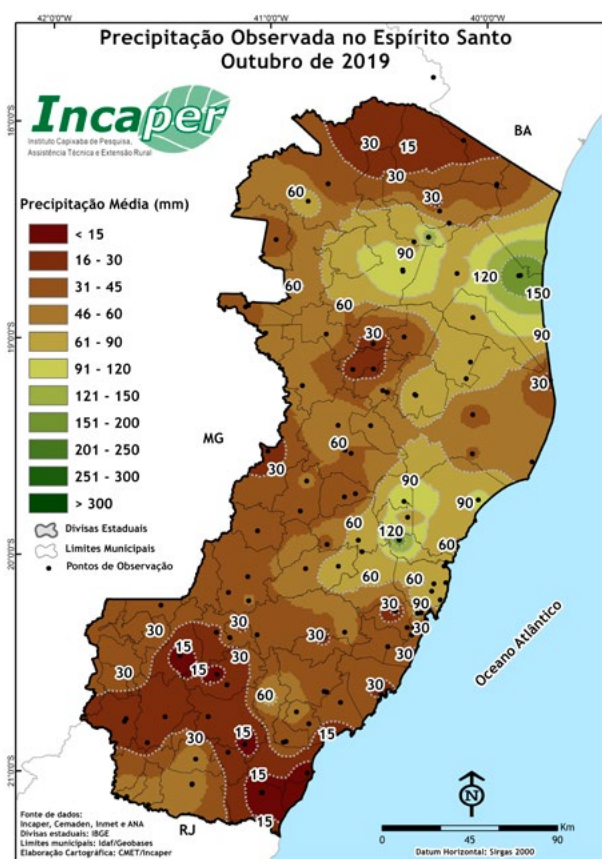 42°0'0"W
41°0'0"W
40°0'0"W
Precipitação Observada no Espírito Santo
Outubro de 2019
18°0'0"S
Incaper
Instituto Capixaba de Pesquisa,
Assistência Técnica e Extensão Rural
BA
30
15
30
60
30
Precipitação Média (mm)
< 15
16 - 30
31 - 45
46 - 60
61 - 90
91 - 120
121 - 150
151 - 200
201 - 250
251 - 300
> 300
Divisas Estaduais
Limites Municipais
Pontos de Observação
90
120
150
60
60
90
19°0'0"S
30
30
MG
60
30
90
90
60
120
60
20°0'0"S
60
60
30
90
30
30
30
30
30
30
15
15
30
30
60
Oceano Atlântico
30
15
15
15
21°0'0"S
15
RJ
N
Km
0
45
90
Datum Horizontal: Sirgas 2000
Fonte de dados:
Incaper, Cemaden, Inmet e ANA
Divisas estaduais: IBGE
Limites municipais: Idaf/Geobases
Elaboração Cartográfica: CMET/Incaper